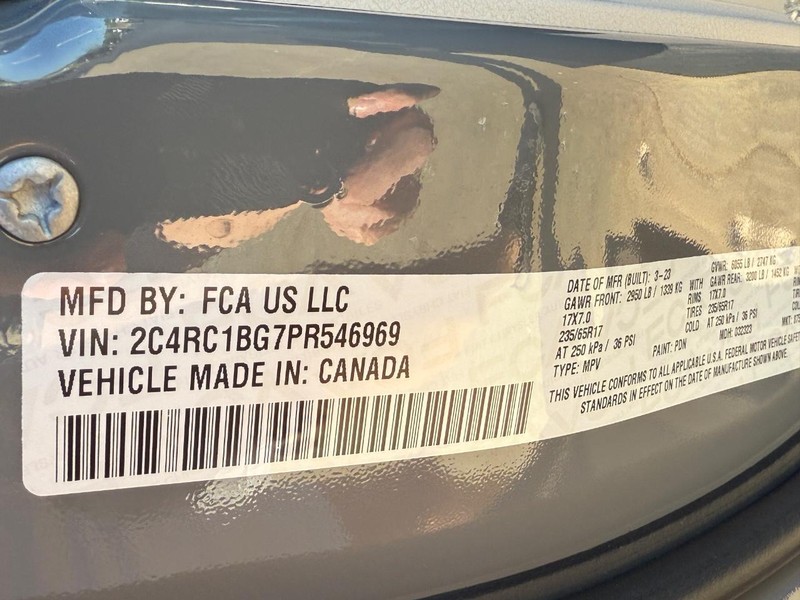 MFD BY: FCA US LLC
VIN: 2C4RC1BG7PR546969
VEHICLE MADE IN: CANADA
DATE OF MFR (BUILT): 3-23 GVWR: 6055 LB / 2747 KG
GAWR FRONT: 2950 LB / 1339 KG WITH GAWR REAR: 3200 LB / 1452 KG
17X7.0 RIMS 17X7.0
235/65R17 TIRES 235/65R17
AT 250 kPa / 36 PSI COLD AT 250 kPa / 36 PSI
TYPE: MPV PAINT: PDN MDH: 032323 MKT:
THIS VEHICLE CONFORMS TO ALL APPLICABLE U.S.A. FEDERAL MOTOR VEHICLE
STANDARDS IN EFFECT ON THE DATE OF MANUFACTURE SHOWN ABOVE.